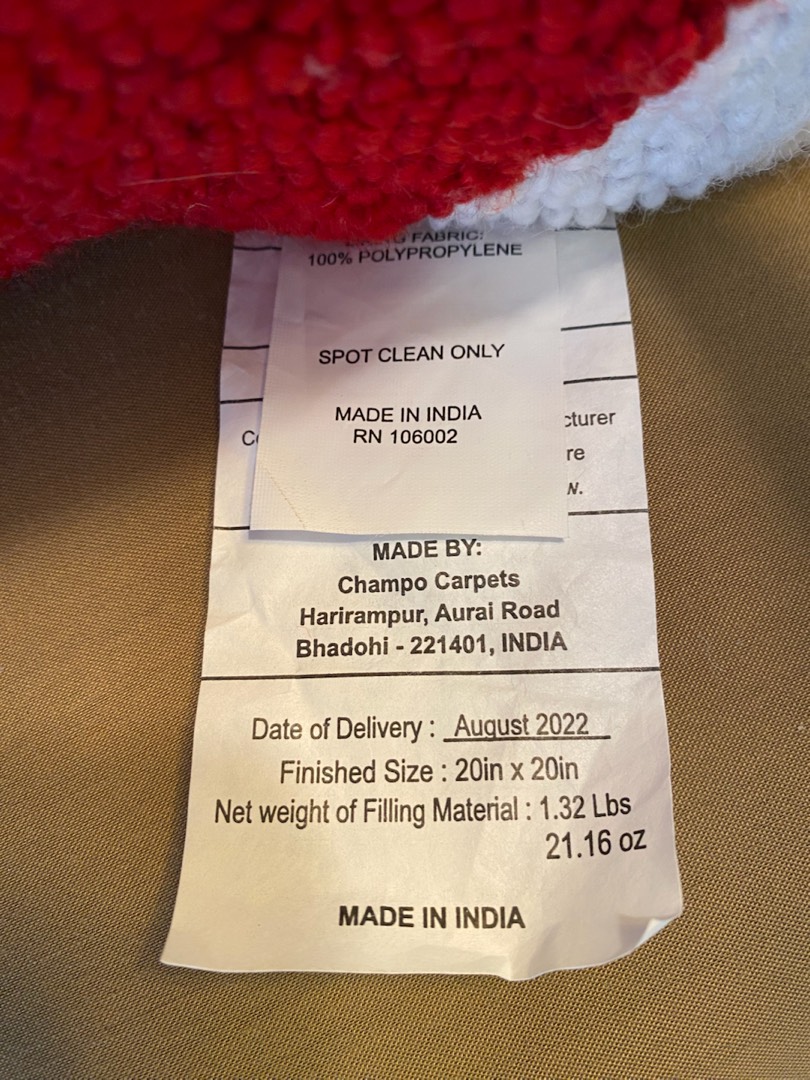 FABRIC:
100% POLYPROPYLENE
SPOT CLEAN ONLY
MADE IN INDIA
RN 106002
MADE BY:
Champo Carpets
Harirampur, Aurai Road
Bhadohi - 221401, INDIA
Date of Delivery : August 2022
Finished Size : 20in x 20in
Net weight of Filling Material : 1.32 Lbs
21.16 oz
MADE IN INDIA